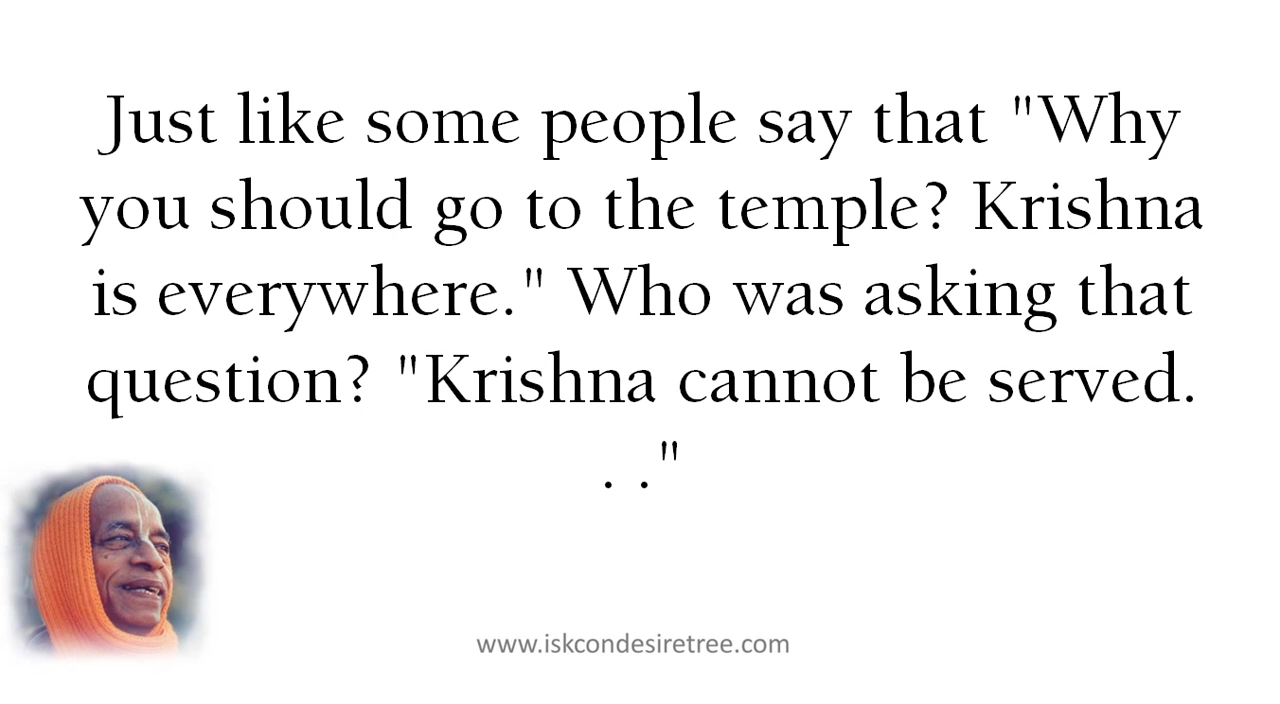 Just like some people say that "Why
you should go to the temple? Krishna
is everywhere." Who was asking that
question? "Krishna cannot be served.
. ."
www.iskcondesiretree.com